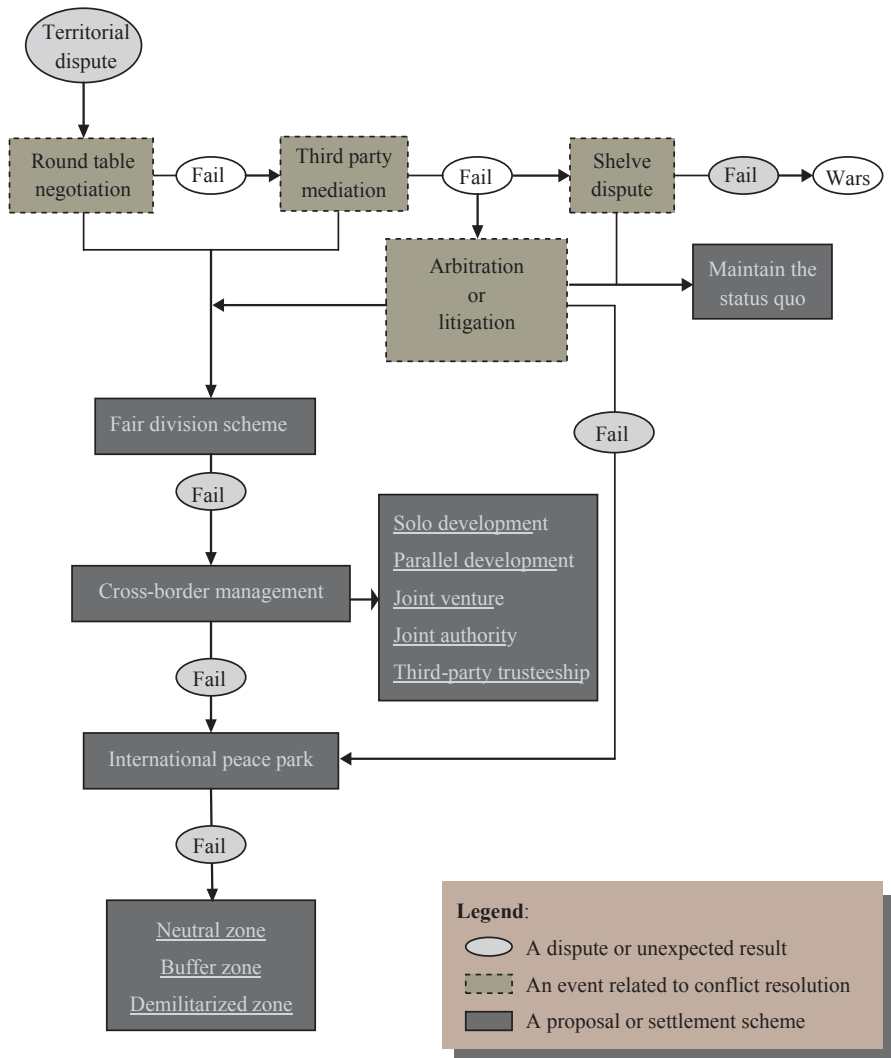 Territorial
dispute
Round table
negotiation
Fail
Third party
mediation
Fail
Shelve
dispute
Fail
Wars
Arbitration
or
litigation
Maintain the
status quo
Fair division scheme
Fail
Fail
Solo development
Parallel development
Joint venture
Joint authority
Third-party trusteeship
Cross-border management
Fail
International peace park
Fail
Neutral zone
Buffer zone
Demilitarized zone
Legend:
A dispute or unexpected result
An event related to conflict resolution
A proposal or settlement scheme